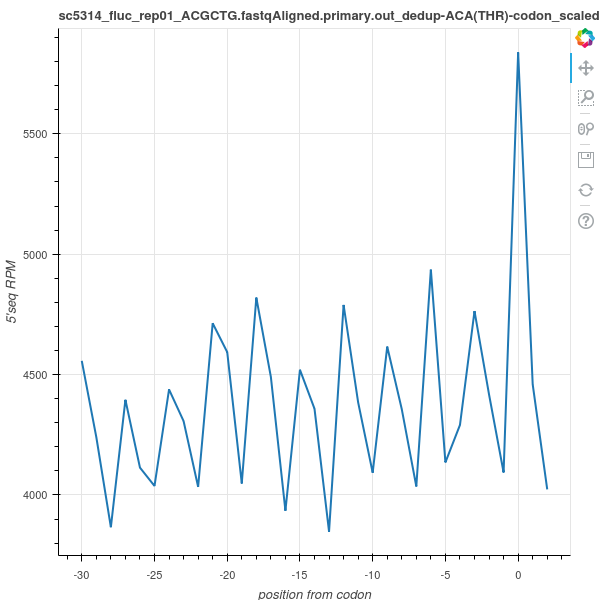 sc5314_fluc_rep01_ACGCTG.fastqAligned.primary.out_dedup-ACA(THR)-codon_scaled
5500
5000
4500
4000
5'seq RPM
-30 -25 -20 -15 -10 -5 0
position from codon